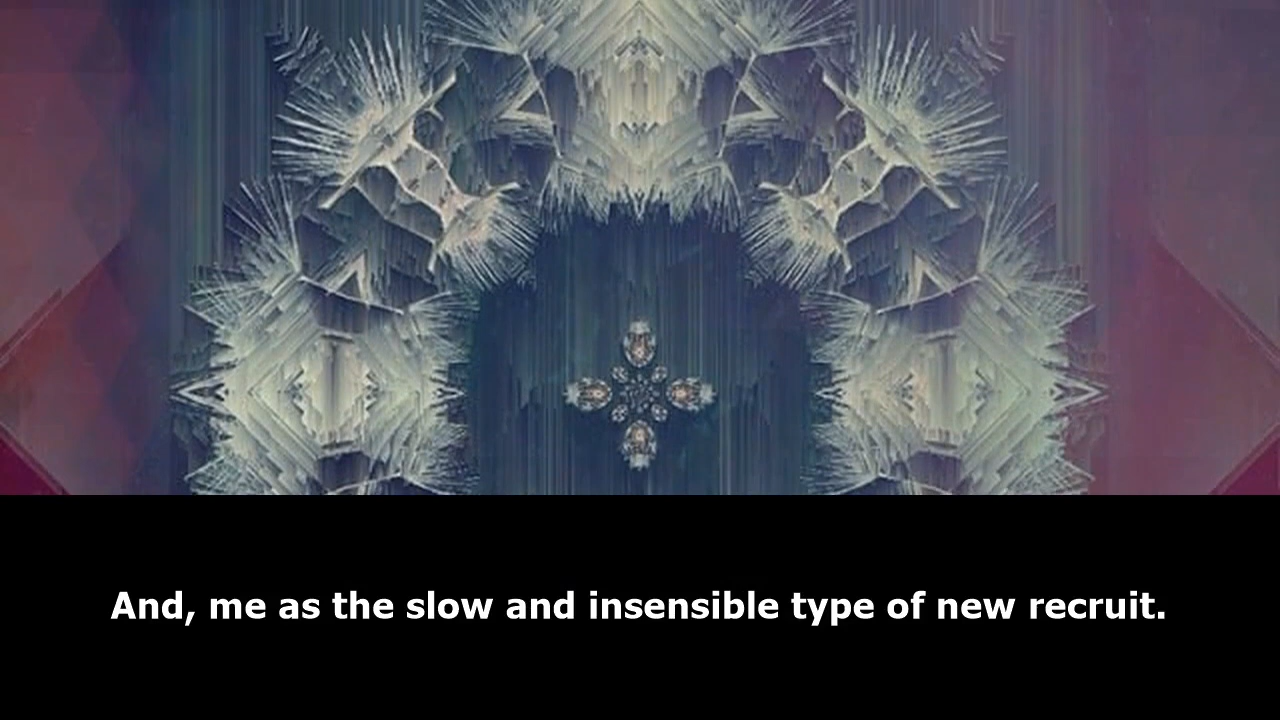 And, me as the slow and insensible type of new recruit.